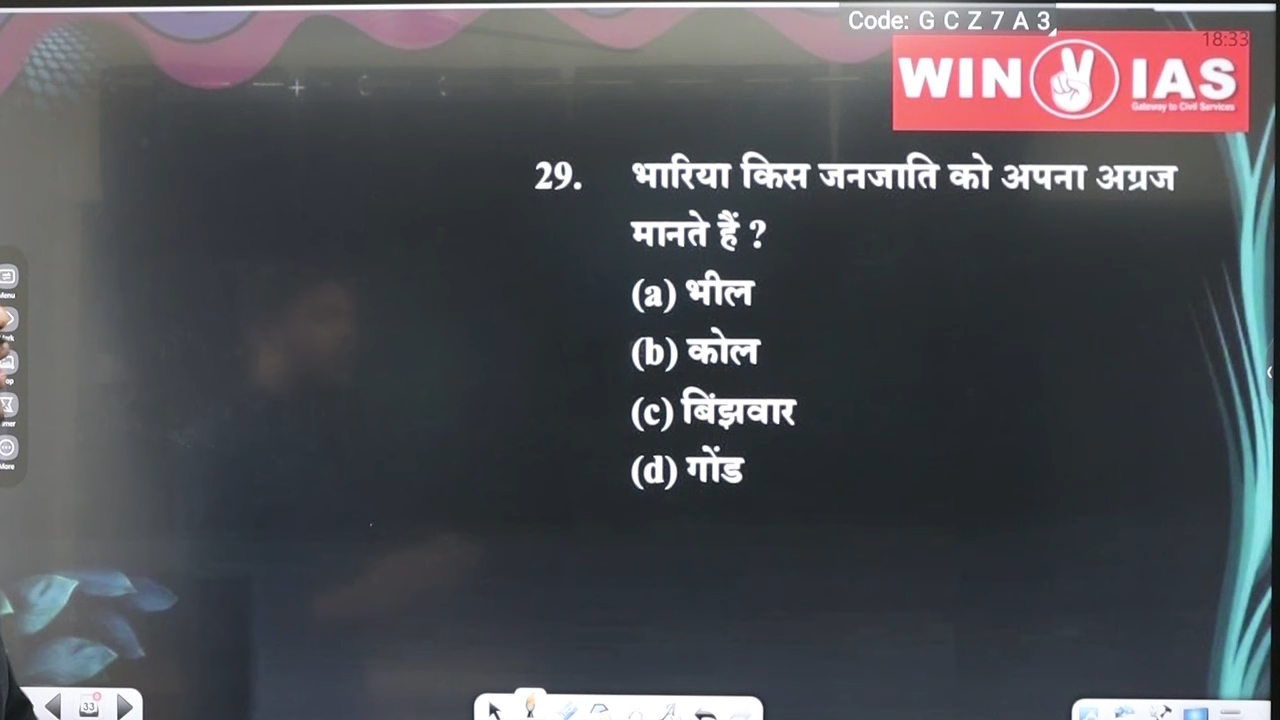 Code: G C Z 7 A 3
18:33
WIN IAS
Gateway to Civil Services
29. भारिया किस जनजाति को अपना अग्रज
मानते हैं ?
(a) भील
(b) कोल
(c) बिंझवार
(d) गोंड
33
More